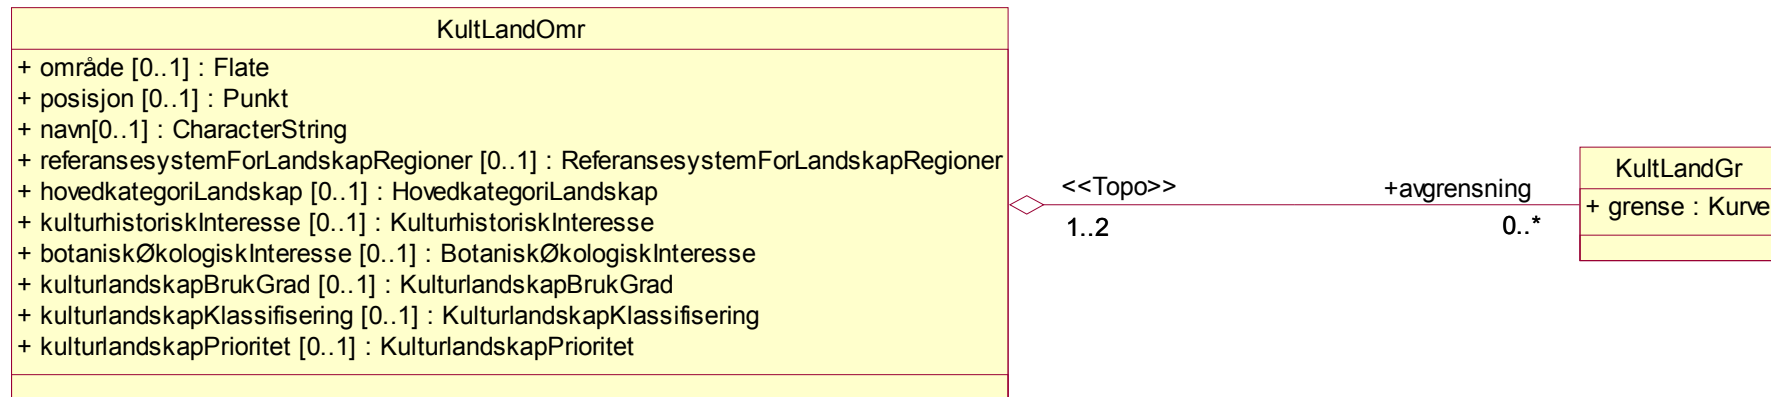 KultLandOmr
+ område [0..1] : Flate
+ posisjon [0..1] : Punkt
+ navn[0..1] : CharacterString
+ referansesystemForLandskapRegioner [0..1] : ReferansesystemForLandskapRegioner
+ hovedkategoriLandskap [0..1] : HovedkategoriLandskap
+ kulturhistoriskInteresse [0..1] : KulturhistoriskInteresse
+ botaniskØkologiskInteresse [0..1] : BotaniskØkologiskInteresse
+ kulturlandskapBrukGrad [0..1] : KulturlandskapBrukGrad
+ kulturlandskapKlassifisering [0..1] : KulturlandskapKlassifisering
+ kulturlandskapPrioritet [0..1] : KulturlandskapPrioritet
<<Topo>>
1..2
+avgrensning
0..*
KultLandGr
+ grense : Kurve